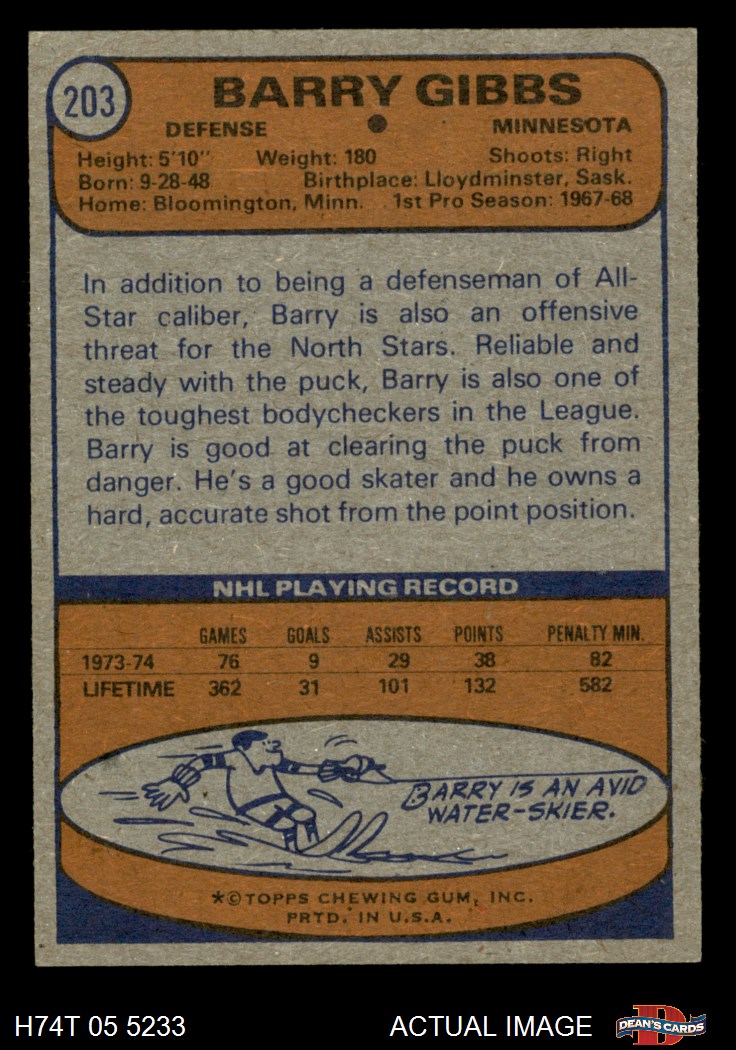 203
BARRY GIBBS
DEFENSE MINNESOTA
Height: 5'10" Weight: 180 Shoots: Right
Born: 9-28-48 Birthplace: Lloydminster, Sask.
Home: Bloomington, Minn. 1st Pro Season: 1967-68
In addition to being a defenseman of All-
Star caliber, Barry is also an offensive
threat for the North Stars. Reliable and
steady with the puck, Barry is also one of
the toughest bodycheckers in the League.
Barry is good at clearing the puck from
danger. He's a good skater and he owns a
hard, accurate shot from the point position.
NHL PLAYING RECORD
GAMES GOALS ASSISTS POINTS PENALTY MIN.
1973-74 76 9 29 38 82
LIFETIME 362 31 101 132 582
BARRY IS AN AVID
WATER-SKIER.
*©TOPPS CHEWING GUM, INC.
PRTD. IN U.S.A.
H74T 05 5233 ACTUAL IMAGE
D
DEAN'S CARDS